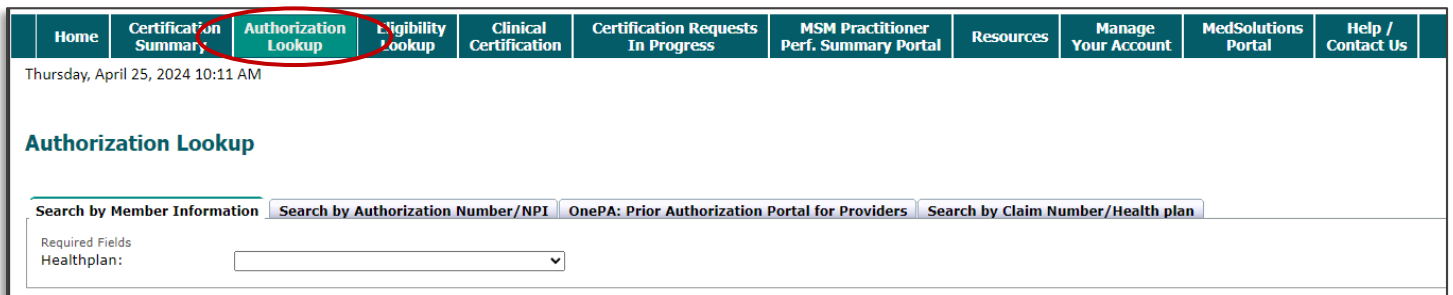 Home
Certification Summary
Authorization Lookup
Eligibility Lookup
Clinical Certification
Certification Requests In Progress
MSM Practitioner Perf. Summary Portal
Resources
Manage Your Account
MedSolutions Portal
Help / Contact Us
Thursday, April 25, 2024 10:11 AM
Authorization Lookup
Search by Member Information
Search by Authorization Number/NPI
OnePA: Prior Authorization Portal for Providers
Search by Claim Number/Health plan
Required Fields
Healthplan: